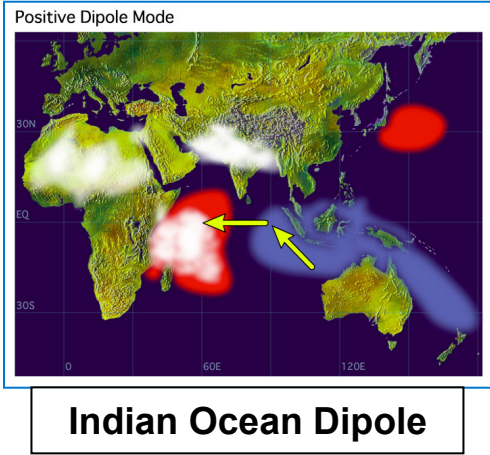 Positive Dipole Mode
30N
EQ
30S
0 60E 120E
Indian Ocean Dipole